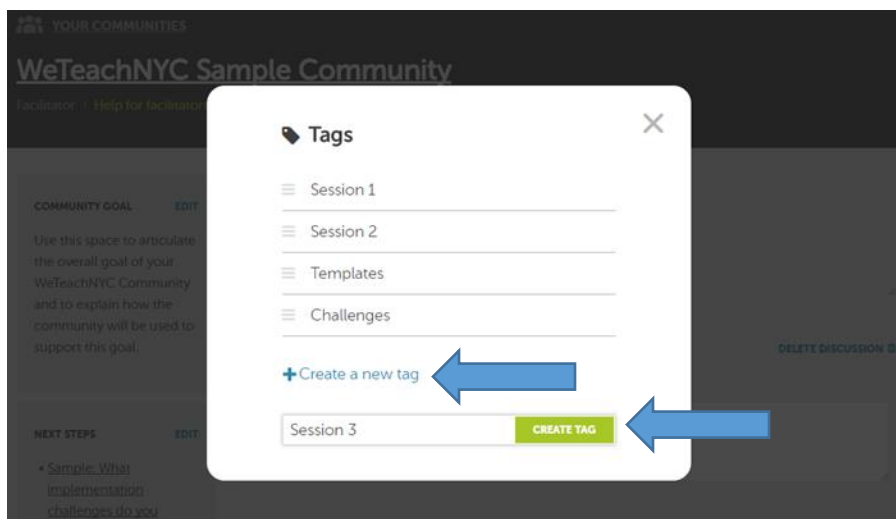 YOUR COMMUNITIES
WeTeachNYC Sample Community
Facilitator | Help for facilitator
COMMUNITY GOAL EDIT
Use this space to articulate
the overall goal of your
WeTeachNYC Community
and to explain how the
community will be used to
support this goal.
NEXT STEPS EDIT
• Sample: What
implementation
challenges do you
Tags
Session 1
Session 2
Templates
Challenges
+Create a new tag
Session 3 CREATE TAG
DELETE DISCUSSION